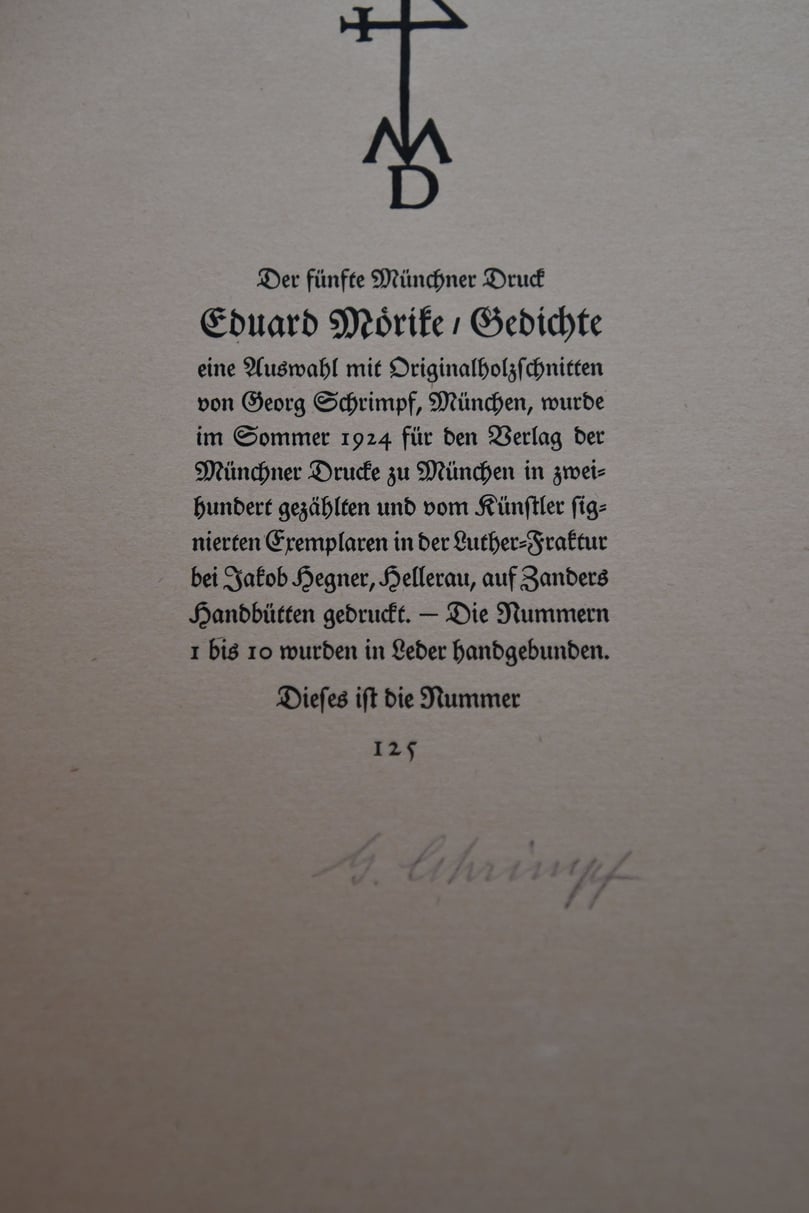 M
D
Der fünfte Münchner Druck
Eduard Mörike / Gedichte
eine Auswahl mit Originalholzſchnitten
von Georg Schrimpf, München, wurde
im Sommer 1924 für den Verlag der
Münchner Drucke zu München in zwei⸗
hundert gezählten und vom Künſtler ſig⸗
nierten Exemplaren in der Luther⸗Fraktur
bei Jakob Hegner, Hellerau, auf Zanders
Handbütten gedruckt. — Die Nummern
1 bis 10 wurden in Leder handgebunden.
Dieſes iſt die Nummer
125
G. Schrimpf